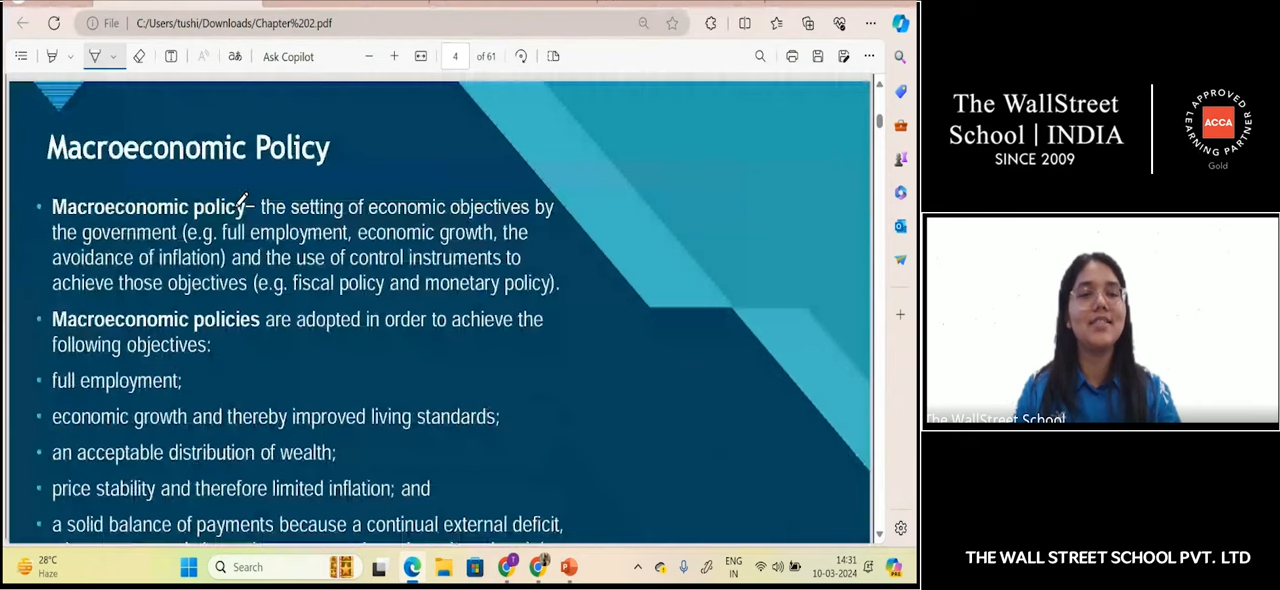 File
C:/Users/tushi/Downloads/Chapter%202.pdf
Ask Copilot
4 of 61
Macroeconomic Policy
• Macroeconomic policy – the setting of economic objectives by
the government (e.g. full employment, economic growth, the
avoidance of inflation) and the use of control instruments to
achieve those objectives (e.g. fiscal policy and monetary policy).
• Macroeconomic policies are adopted in order to achieve the
following objectives:
• full employment;
• economic growth and thereby improved living standards;
• an acceptable distribution of wealth;
• price stability and therefore limited inflation; and
• a solid balance of payments because a continual external deficit,
28°C
Haze
Search
ENG
IN
14:31
10-03-2024
The WallStreet
School | INDIA
SINCE 2009
APPROVED
LEARNING PARTNER
ACCA
Gold
The WallStreet School
THE WALL STREET SCHOOL PVT. LTD